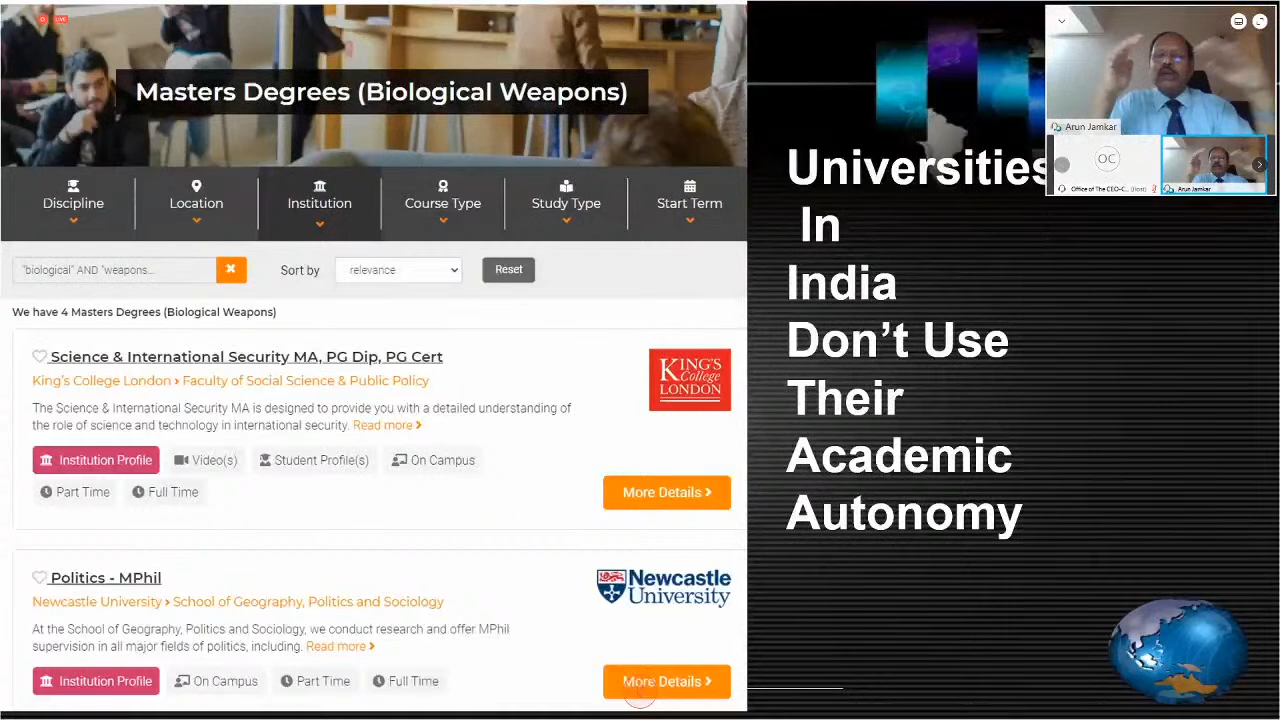 LIVE
Masters Degrees (Biological Weapons)
Discipline
Location
Institution
Course Type
Study Type
Start Term
"biological" AND "weapons...
Sort by
relevance
Reset
We have 4 Masters Degrees (Biological Weapons)
Science & International Security MA, PG Dip, PG Cert
King's College London › Faculty of Social Science & Public Policy
The Science & International Security MA is designed to provide you with a detailed understanding of
the role of science and technology in international security. Read more ›
KING'S
College
LONDON
Institution Profile
Video(s)
Student Profile(s)
On Campus
Part Time
Full Time
More Details ›
Politics - MPhil
Newcastle University › School of Geography, Politics and Sociology
At the School of Geography, Politics and Sociology, we conduct research and offer MPhil
supervision in all major fields of politics, including. Read more ›
Newcastle
University
Institution Profile
On Campus
Part Time
Full Time
More Details ›
Universities
In
India
Don't Use
Their
Academic
Autonomy
Arun Jamkar
OC
Office of The CEO-C... (Host)
Arun Jamkar